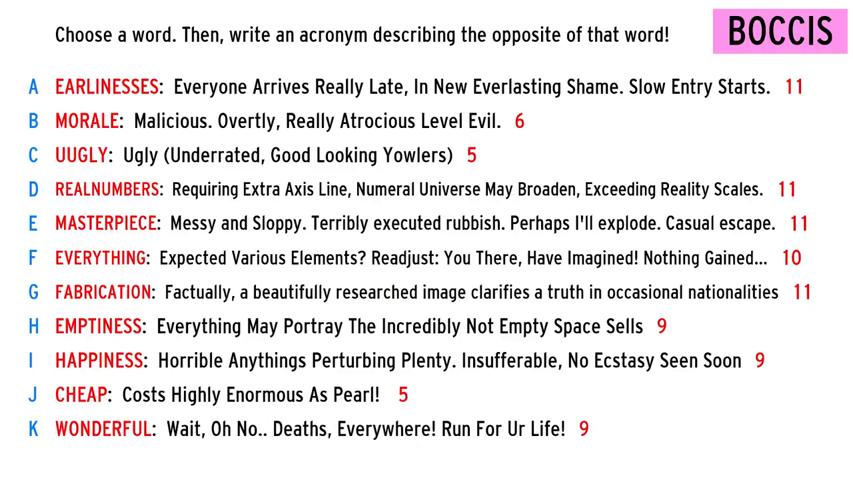 Choose a word. Then, write an acronym describing the opposite of that word!
BOCCIS
A EARLINESSES: Everyone Arrives Really Late, In New Everlasting Shame. Slow Entry Starts. 11
B MORALE: Malicious. Overtly, Really Atrocious Level Evil. 6
C UUGLY: Ugly (Underrated, Good Looking Yowlers) 5
D REALNUMBERS: Requiring Extra Axis Line, Numeral Universe May Broaden, Exceeding Reality Scales. 11
E MASTERPIECE: Messy and Sloppy. Terribly executed rubbish. Perhaps I'll explode. Casual escape. 11
F EVERYTHING: Expected Various Elements? Readjust: You There, Have Imagined! Nothing Gained... 10
G FABRICATION: Factually, a beautifully researched image clarifies a truth in occasional nationalities 11
H EMPTINESS: Everything May Portray The Incredibly Not Empty Space Sells 9
I HAPPINESS: Horrible Anythings Perturbing Plenty. Insufferable, No Ecstasy Seen Soon 9
J CHEAP: Costs Highly Enormous As Pearl! 5
K WONDERFUL: Wait, Oh No.. Deaths, Everywhere! Run For Ur Life! 9